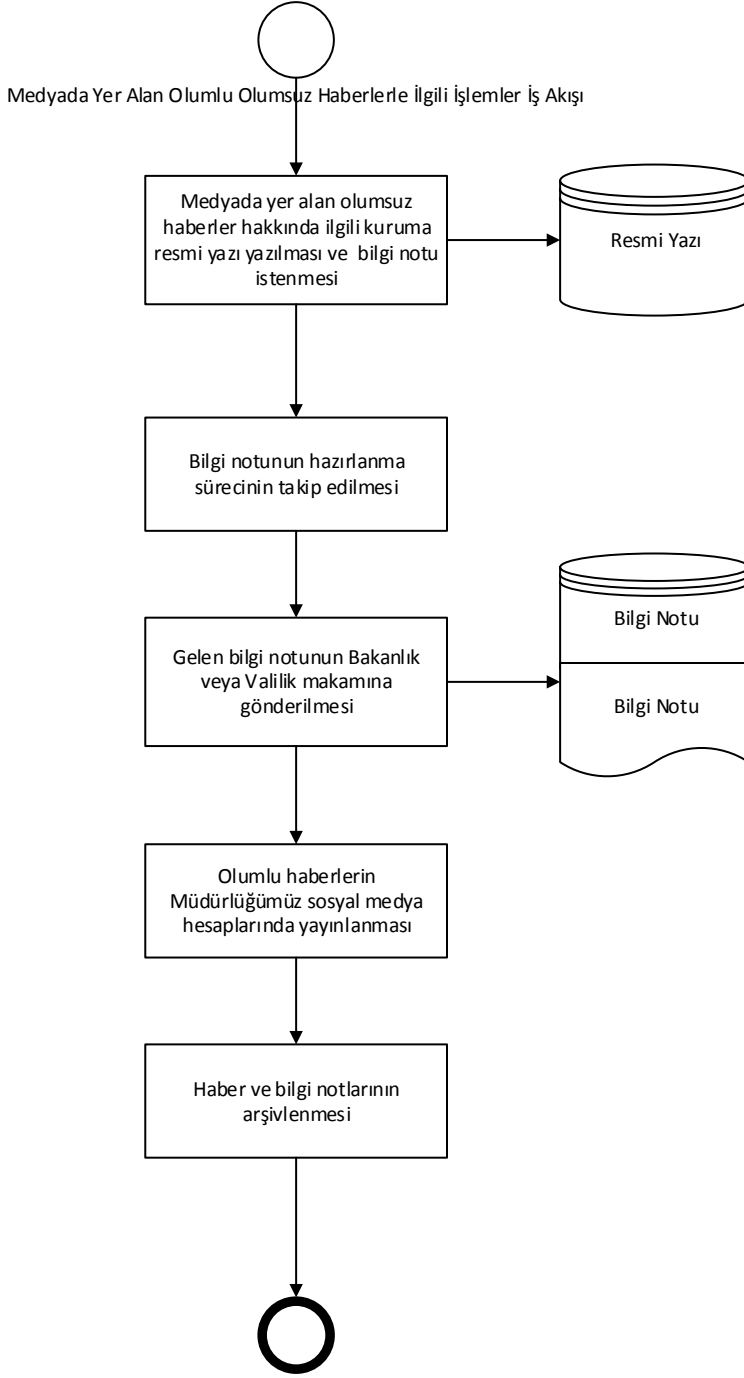 Medyada Yer Alan Olumlu Olumsuz Haberlerle İlgili İşlemler İş Akışı
Medyada yer alan olumsuz
haberler hakkında ilgili kuruma
resmi yazı yazılması ve bilgi notu
istenmesi
Resmi Yazı
Bilgi notunun hazırlanma
sürecinin takip edilmesi
Gelen bilgi notunun Bakanlık
veya Valilik makamına
gönderilmesi
Bilgi Notu
Bilgi Notu
Olumlu haberlerin
Müdürlüğümüz sosyal medya
hesaplarında yayınlanması
Haber ve bilgi notlarının
arşivlenmesi